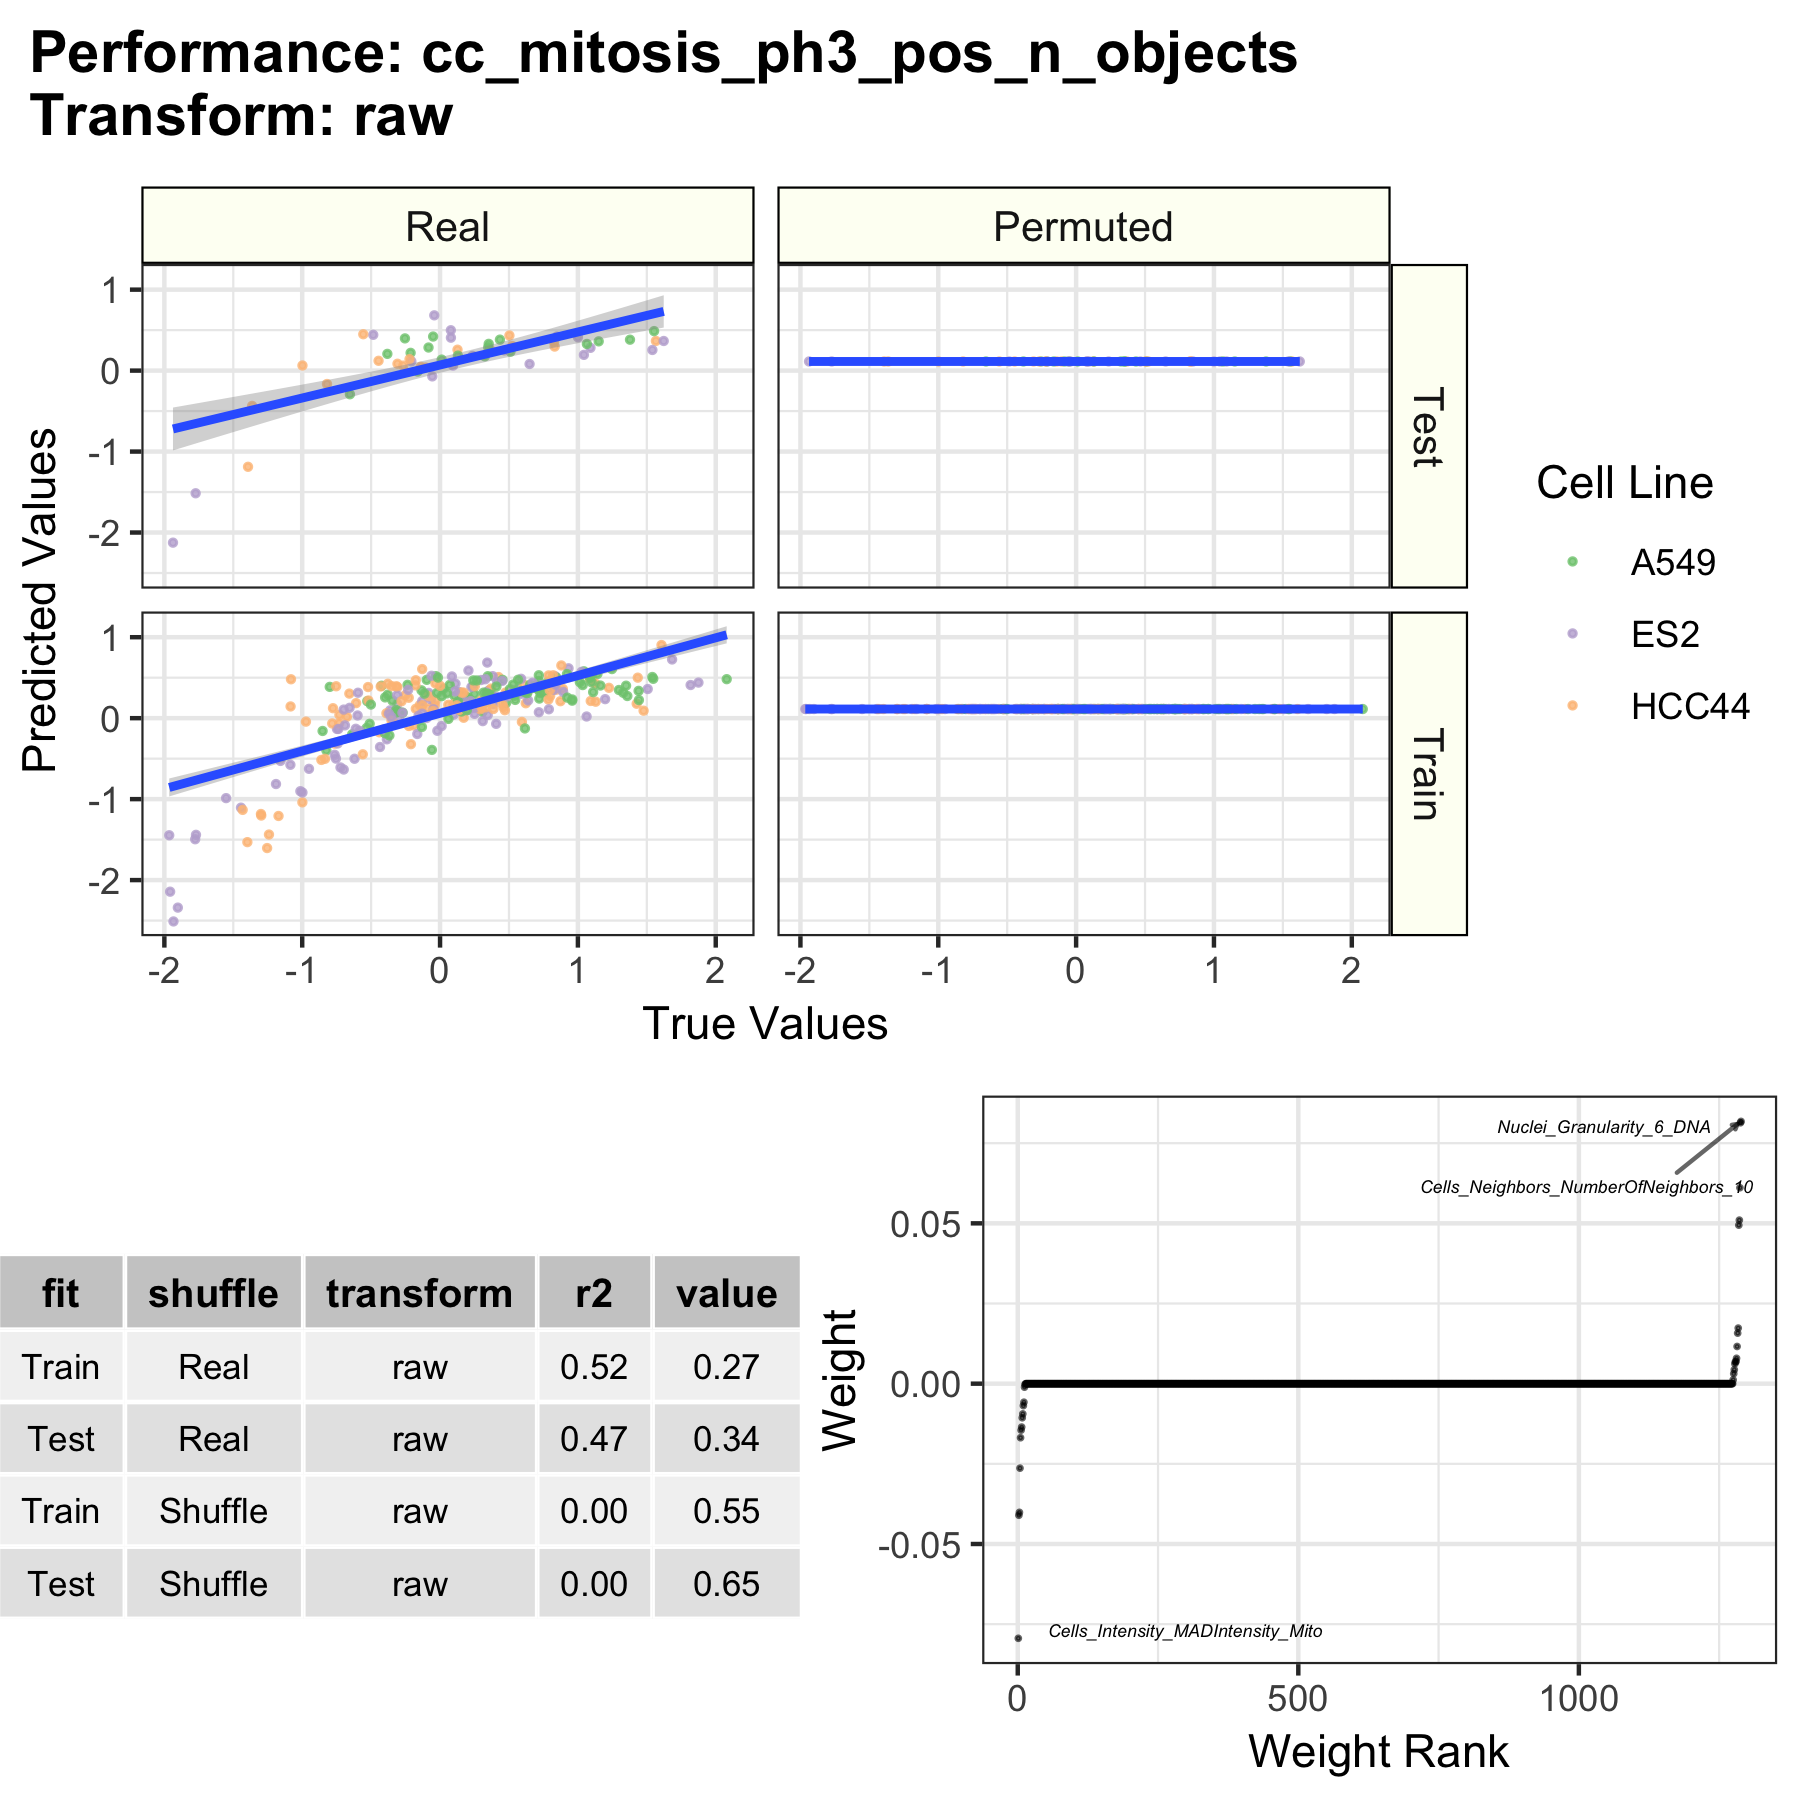 Performance: cc_mitosis_ph3_pos_n_objects
Transform: raw
Real
Permuted
1
0
-1
-2
Test
1
0
-1
-2
Train
Predicted Values
-2 -1 0 1 2
-2 -1 0 1 2
True Values
Cell Line
A549
ES2
HCC44
fit shuffle transform r2 value
Train Real raw 0.52 0.27
Test Real raw 0.47 0.34
Train Shuffle raw 0.00 0.55
Test Shuffle raw 0.00 0.65
Weight
0.05
0.00
-0.05
Nuclei_Granularity_6_DNA
Cells_Neighbors_NumberOfNeighbors_10
Cells_Intensity_MADIntensity_Mito
0 500 1000
Weight Rank